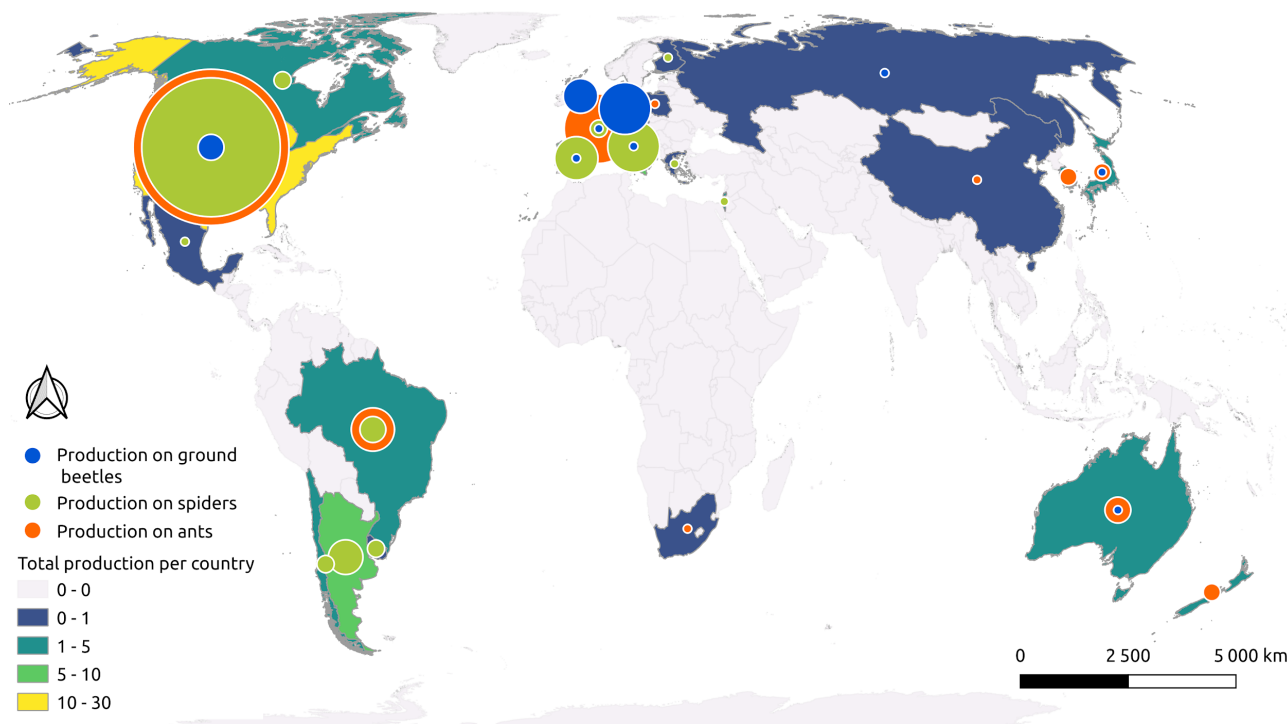 Production on ground
beetles
Production on spiders
Production on ants
Total production per country
0 - 0
0 - 1
1 - 5
5 - 10
10 - 30
0 2 500 5 000 km